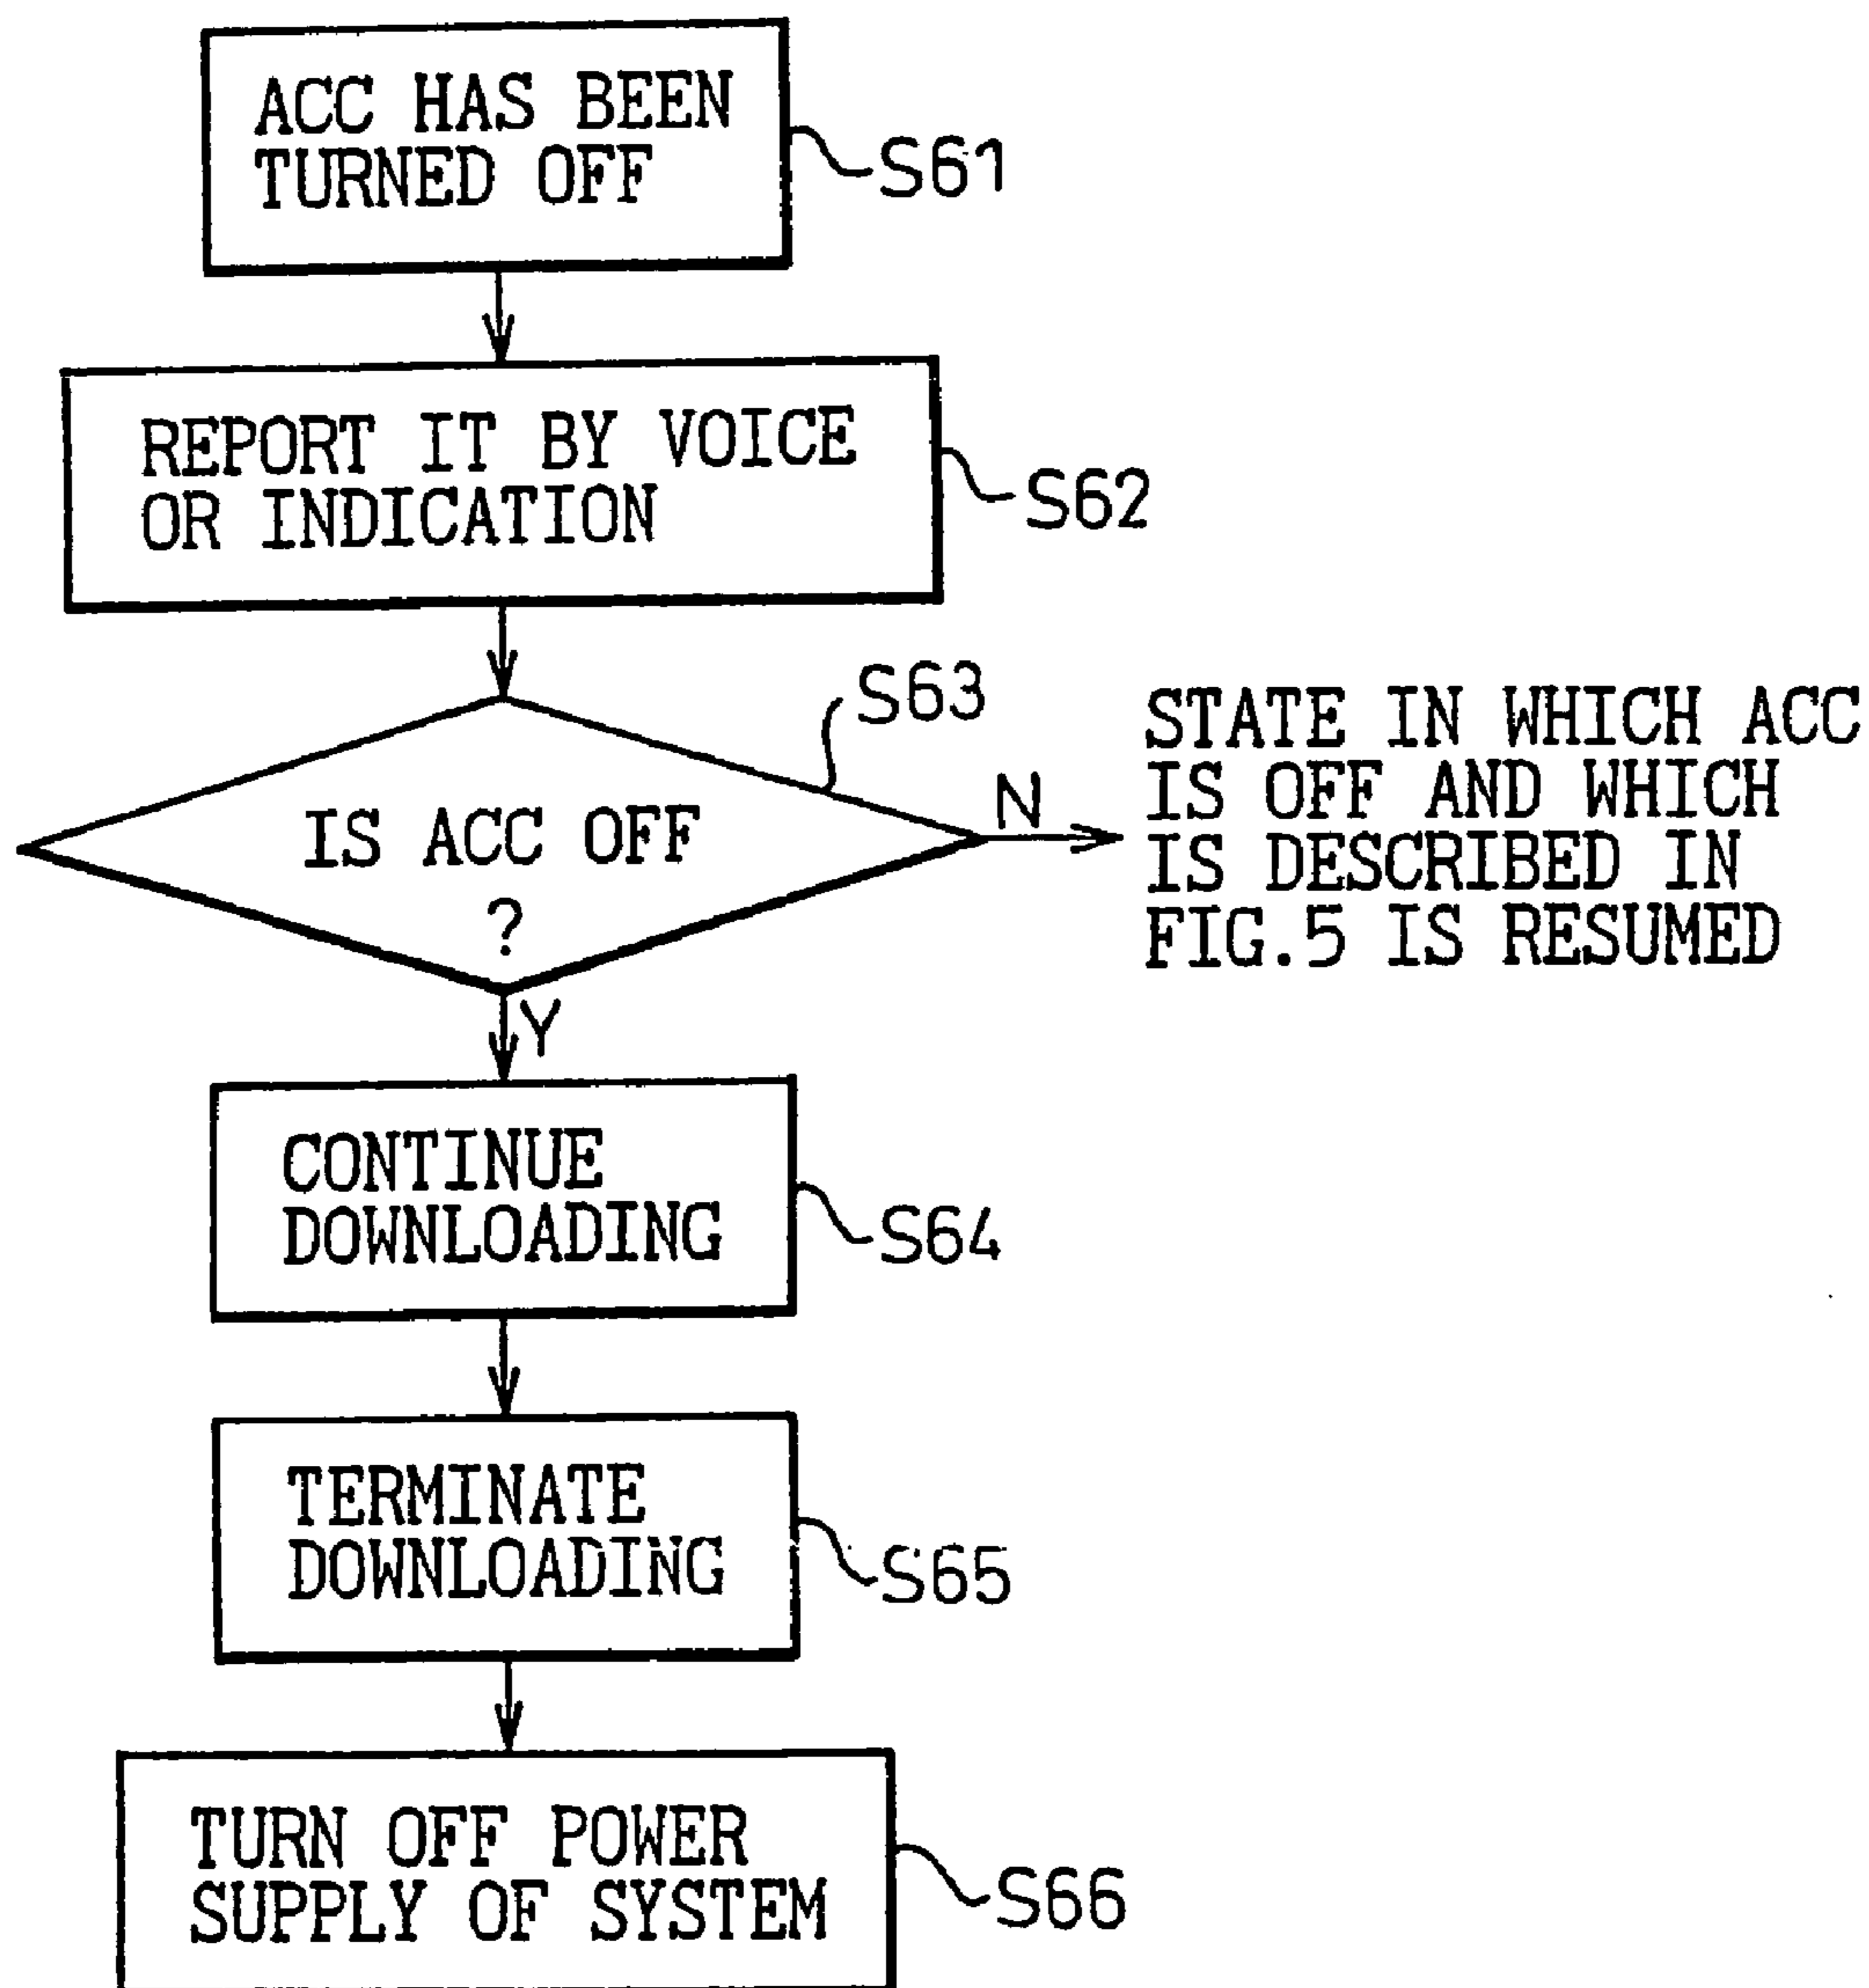 ACC HAS BEEN
TURNED OFF
S61
REPORT IT BY VOICE
OR INDICATION
S62
S63
IS ACC OFF
?
N
STATE IN WHICH ACC
IS OFF AND WHICH
IS DESCRIBED IN
FIG.5 IS RESUMED
Y
CONTINUE
DOWNLOADING
S64
TERMINATE
DOWNLOADING
S65
TURN OFF POWER
SUPPLY OF SYSTEM
S66